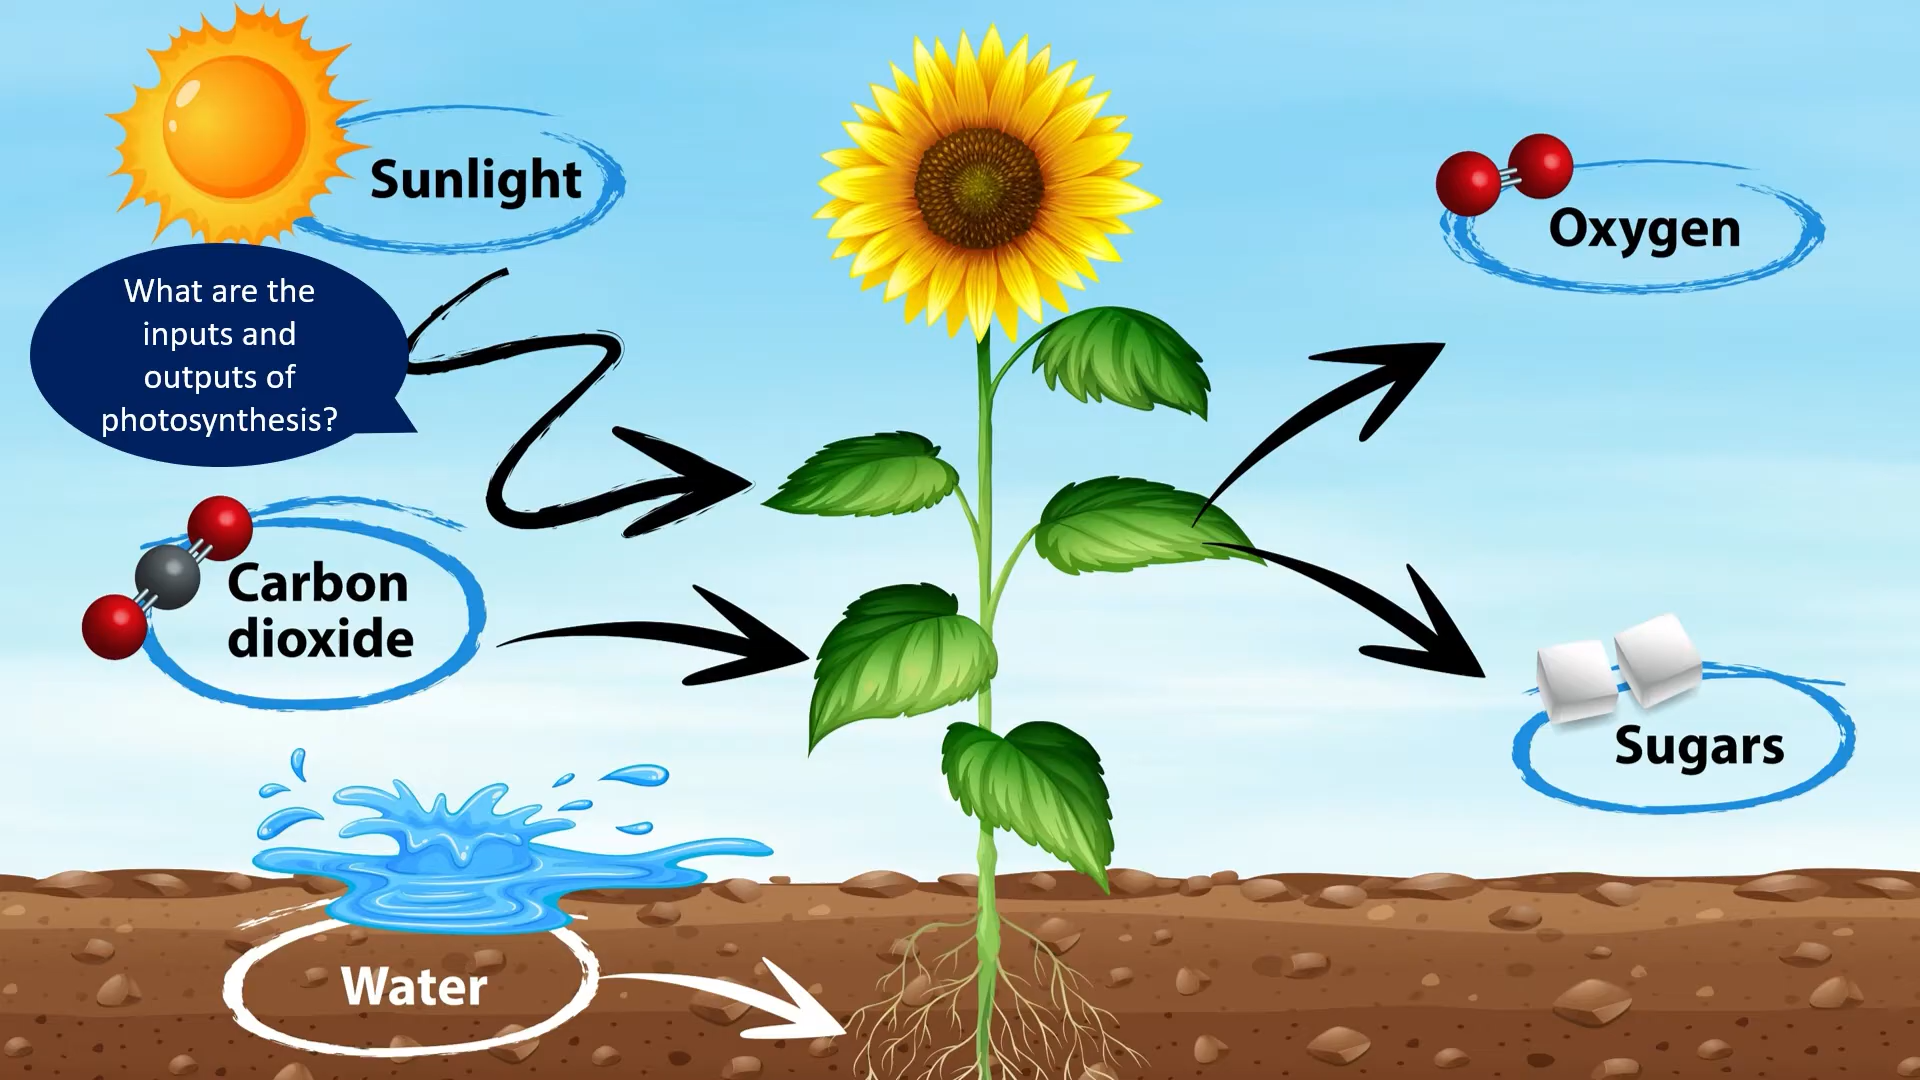 Sunlight
What are the
inputs and
outputs of
photosynthesis?
Carbon
dioxide
Water
Oxygen
Sugars